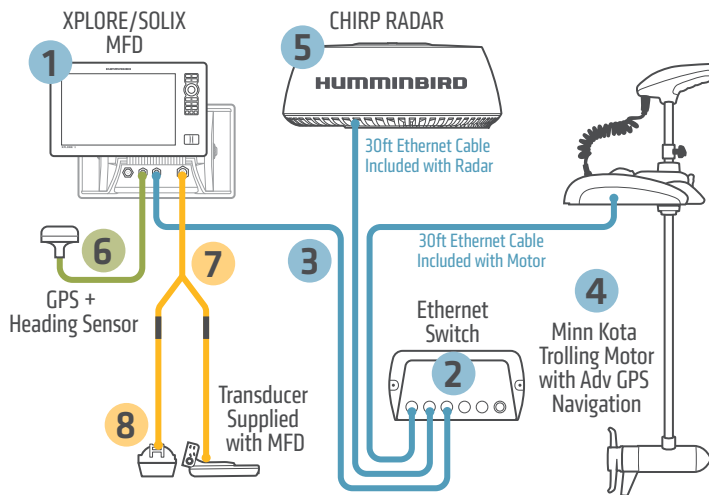 XPLORE/SOLIX
MFD
1
CHIRP RADAR
5
HUMMINBIRD
HUMMINBIRD
30ft Ethernet Cable
Included with Radar
30ft Ethernet Cable
Included with Motor
6
GPS +
Heading Sensor
7
3
4
Minn Kota
Trolling Motor
with Adv GPS
Navigation
Ethernet
Switch
2
8
Transducer
Supplied
with MFD